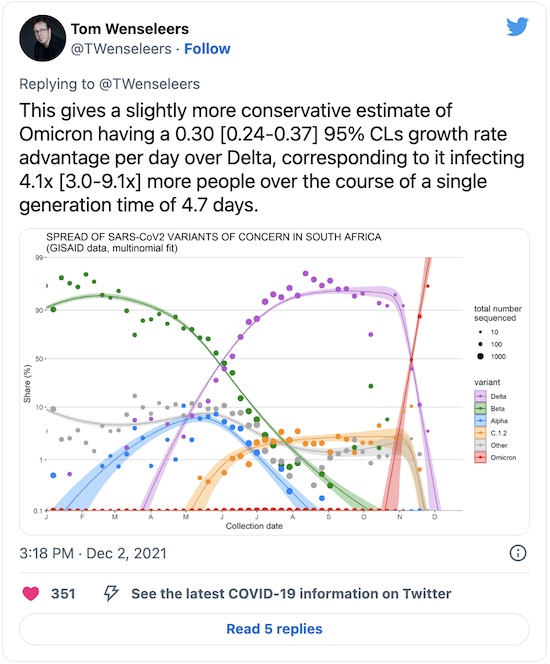 Tom Wenseleers
@TWenseleers · Follow
Replying to @TWenseleers
This gives a slightly more conservative estimate of
Omicron having a 0.30 [0.24-0.37] 95% CLs growth rate
advantage per day over Delta, corresponding to it infecting
4.1x [3.0-9.1x] more people over the course of a single
generation time of 4.7 days.
SPREAD OF SARS-CoV2 VARIANTS OF CONCERN IN SOUTH AFRICA
(GISAID data, multinomial fit)
Share (%)
99
90
50
10
1
0.1
J F M A M J J A S O N D
Collection date
total number
sequenced
10
100
1000
variant
Delta
Beta
Alpha
C.1.2
Other
Omicron
3:18 PM · Dec 2, 2021
351 See the latest COVID-19 information on Twitter
Read 5 replies